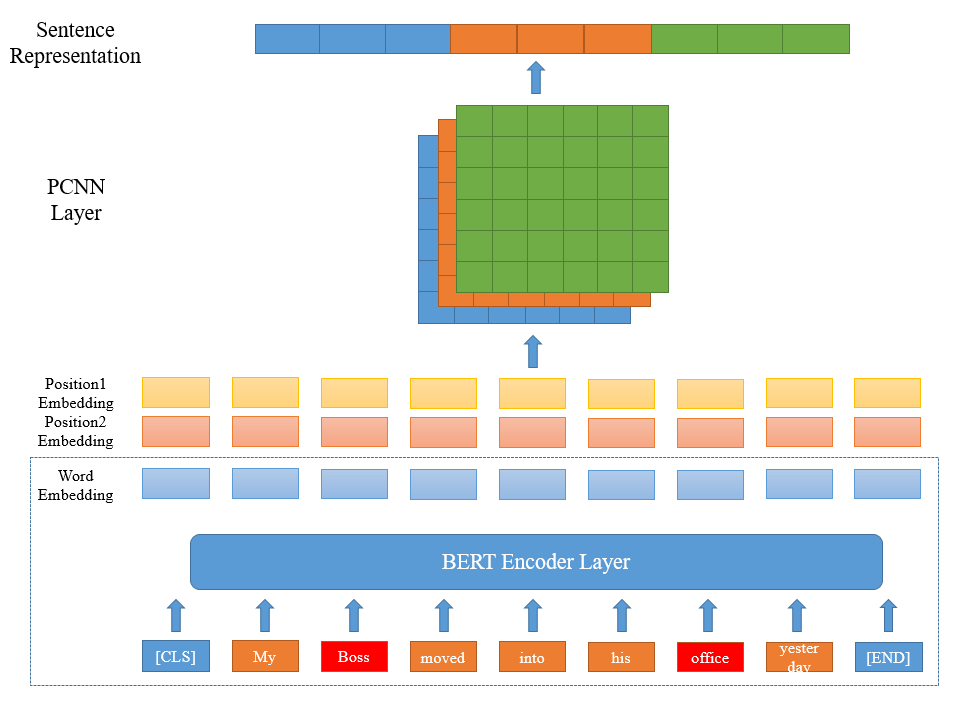 Sentence
Representation
PCNN
Layer
Position1
Embedding
Position2
Embedding
Word
Embedding
BERT Encoder Layer
[CLS] My Boss moved into his office yester
day [END]